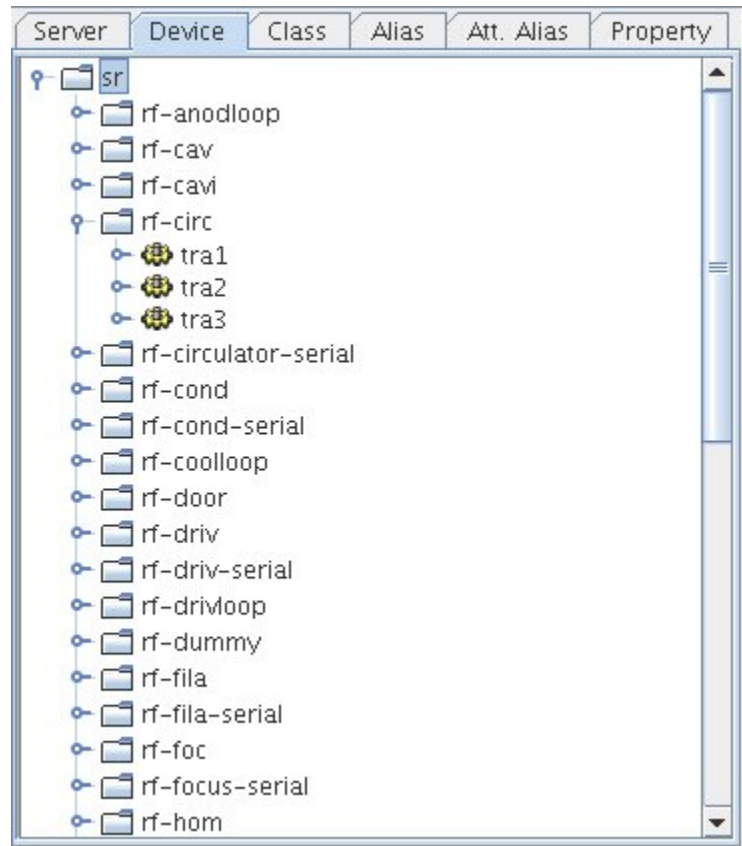 Server Device Class Alias Att. Alias Property
sr
rf-anodloop
rf-cav
rf-cavi
rf-circ
tra1
tra2
tra3
rf-circulator-serial
rf-cond
rf-cond-serial
rf-coolloop
rf-door
rf-driv
rf-driv-serial
rf-drivloop
rf-dummy
rf-fila
rf-fila-serial
rf-foc
rf-focus-serial
rf-hom